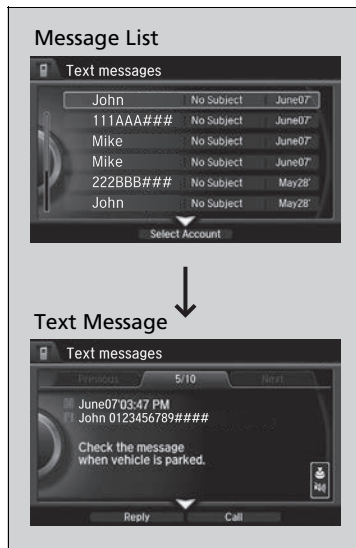 Message List
Text messages
John No Subject June07'
111AAA### No Subject June07'
Mike No Subject June07'
Mike No Subject June07'
222BBB### No Subject May28'
John No Subject May28'
Select Account
Text Message
Text messages
Previous 5/10 Next
June07'03:47 PM
John 0123456789####
Check the message
when vehicle is parked.
Reply Call